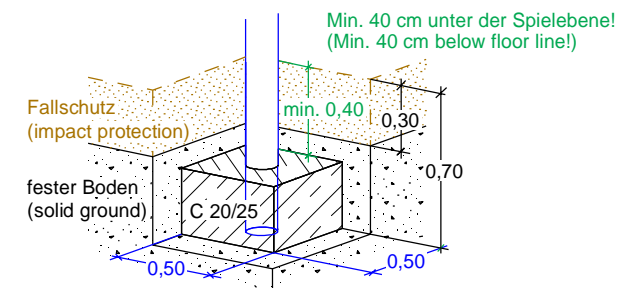 Min. 40 cm unter der Spielebene!
(Min. 40 cm below floor line!)
Fallschutz
(impact protection)
min. 0,40
0,30
0,70
fester Boden
(solid ground)
C 20/25
0,50
0,50